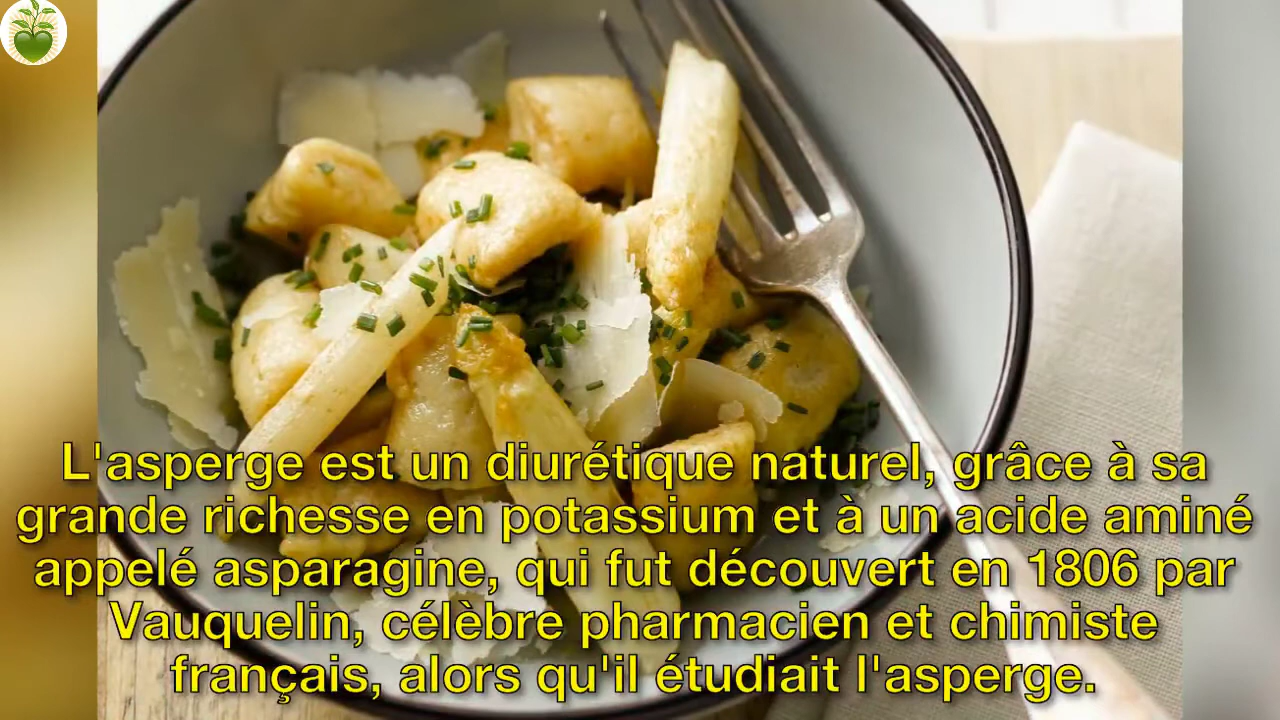 L'asperge est un diurétique naturel, grâce à sa
grande richesse en potassium et à un acide aminé
appelé asparagine, qui fut découvert en 1806 par
Vauquelin, célèbre pharmacien et chimiste
français, alors qu'il étudiait l'asperge.